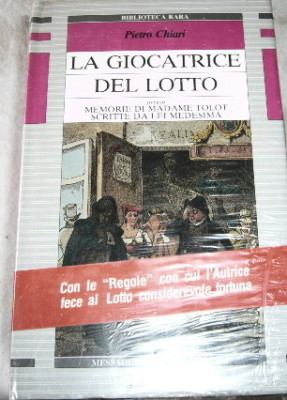 BIBLIOTECA RARA
Pietro Chiari
LA GIOCATRICE
DEL LOTTO
ovvero
MEMORIE DI MADAME TOLOT
SCRITTE DA LEI MEDESIMA
Con le "Regole" con cui l'Autrice
fece al Lotto considerevole fortuna